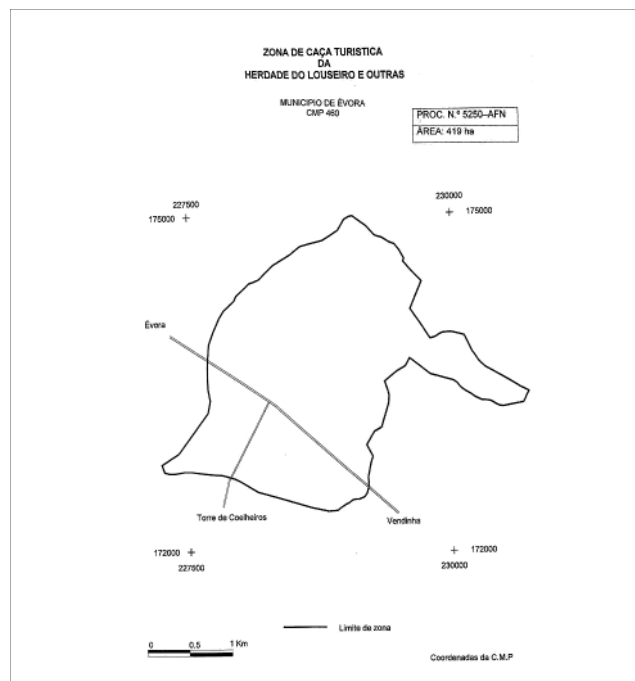 ZONA DE CAÇA TURISTICA
DA
HERDADE DO LOUSEIRO E OUTRAS
MUNICIPIO DE ÉVORA
CMP 460
PROC. N.º 5250–AFN
ÁREA: 419 ha
227500
175000
230000
175000
Évora
Torre de Coelheiros
Vendinha
172000
227500
172000
230000
Limite de zona
0 0.5 1 Km
Coordenadas da C.M.P